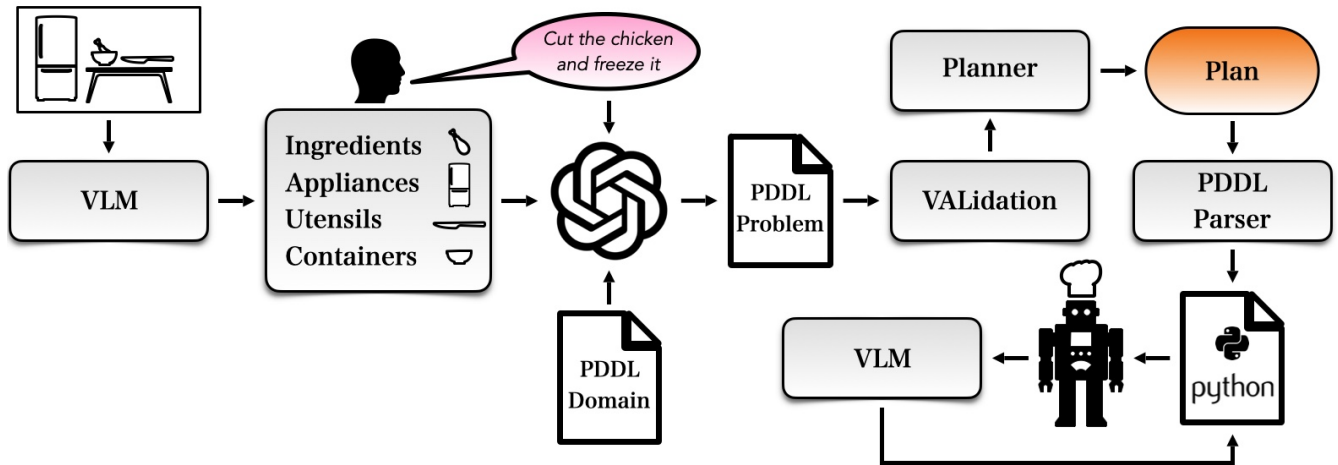 Cut the chicken
and freeze it
VLM
Ingredients
Appliances
Utensils
Containers
PDDL
Domain
PDDL
Problem
Planner
VALidation
Plan
PDDL
Parser
python
VLM